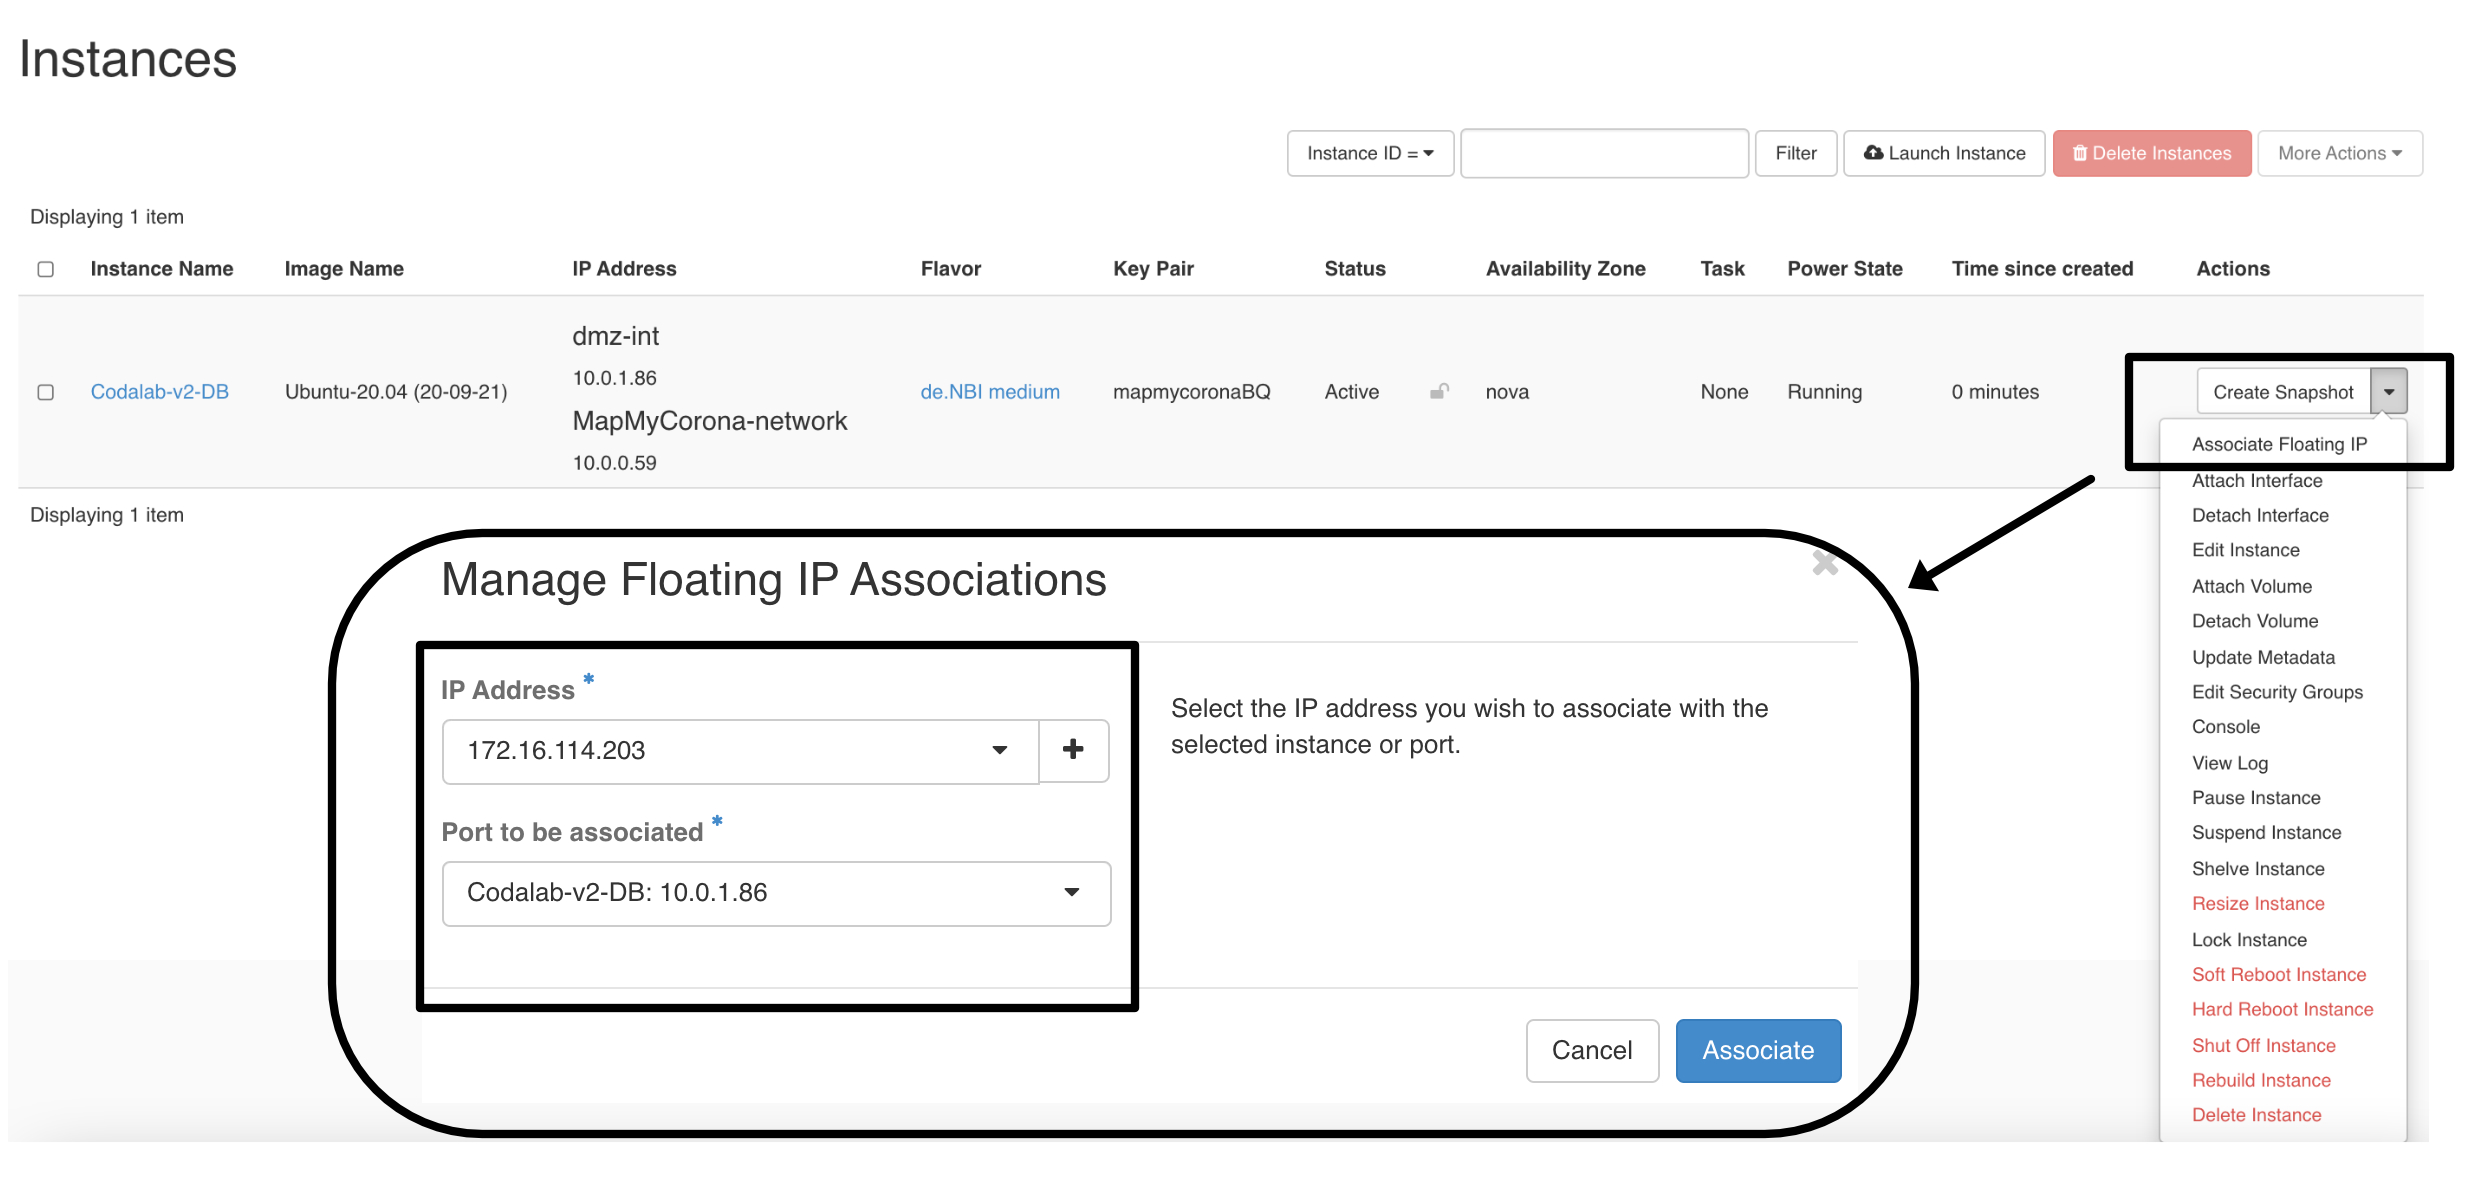 Instances
Instance ID =
Filter
Launch Instance
Delete Instances
More Actions
Displaying 1 item
Instance Name Image Name IP Address Flavor Key Pair Status Availability Zone Task Power State Time since created Actions
dmz-int
10.0.1.86
MapMyCorona-network
10.0.0.59
Codalab-v2-DB Ubuntu-20.04 (20-09-21) de.NBI medium mapmycoronaBQ Active nova None Running 0 minutes Create Snapshot
Displaying 1 item
Associate Floating IP
Attach Interface
Detach Interface
Edit Instance
Attach Volume
Detach Volume
Update Metadata
Edit Security Groups
Console
View Log
Pause Instance
Suspend Instance
Shelve Instance
Resize Instance
Lock Instance
Soft Reboot Instance
Hard Reboot Instance
Shut Off Instance
Rebuild Instance
Delete Instance
Manage Floating IP Associations
IP Address *
172.16.114.203
Port to be associated *
Codalab-v2-DB: 10.0.1.86
Select the IP address you wish to associate with the
selected instance or port.
Cancel
Associate